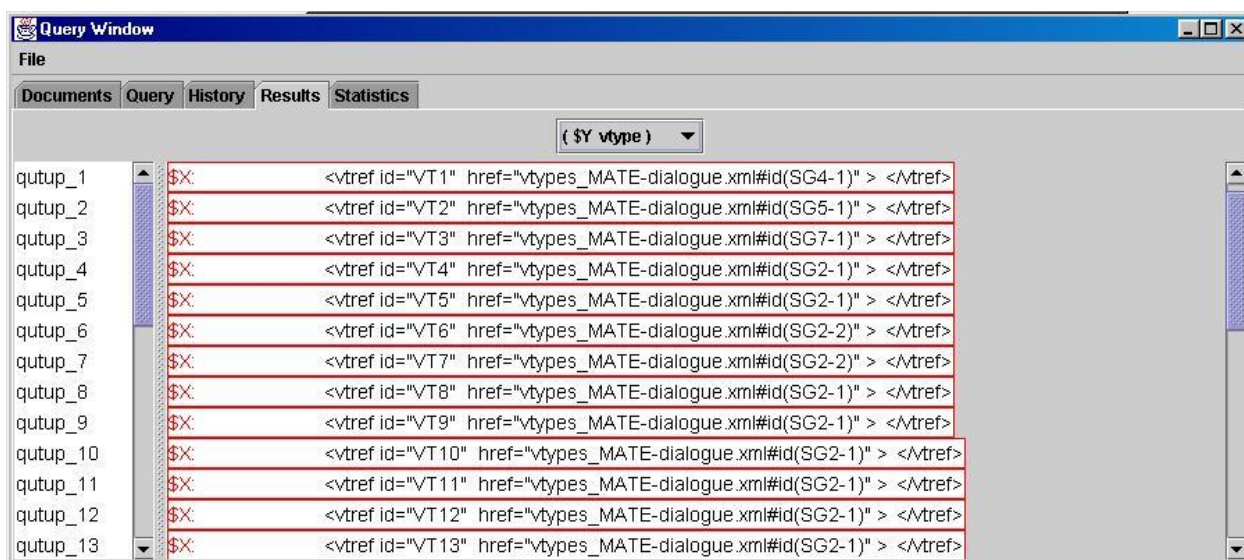 Query Window
File
Documents Query History Results Statistics
( $Y vtype )
qutup_1 $X: <vtref id="VT1" href="vtypes_MATE-dialogue.xml#id(SG4-1)" > </vtref>
qutup_2 $X: <vtref id="VT2" href="vtypes_MATE-dialogue.xml#id(SG5-1)" > </vtref>
qutup_3 $X: <vtref id="VT3" href="vtypes_MATE-dialogue.xml#id(SG7-1)" > </vtref>
qutup_4 $X: <vtref id="VT4" href="vtypes_MATE-dialogue.xml#id(SG2-1)" > </vtref>
qutup_5 $X: <vtref id="VT5" href="vtypes_MATE-dialogue.xml#id(SG2-1)" > </vtref>
qutup_6 $X: <vtref id="VT6" href="vtypes_MATE-dialogue.xml#id(SG2-2)" > </vtref>
qutup_7 $X: <vtref id="VT7" href="vtypes_MATE-dialogue.xml#id(SG2-2)" > </vtref>
qutup_8 $X: <vtref id="VT8" href="vtypes_MATE-dialogue.xml#id(SG2-1)" > </vtref>
qutup_9 $X: <vtref id="VT9" href="vtypes_MATE-dialogue.xml#id(SG2-1)" > </vtref>
qutup_10 $X: <vtref id="VT10" href="vtypes_MATE-dialogue.xml#id(SG2-1)" > </vtref>
qutup_11 $X: <vtref id="VT11" href="vtypes_MATE-dialogue.xml#id(SG2-1)" > </vtref>
qutup_12 $X: <vtref id="VT12" href="vtypes_MATE-dialogue.xml#id(SG2-1)" > </vtref>
qutup_13 $X: <vtref id="VT13" href="vtypes_MATE-dialogue.xml#id(SG2-1)" > </vtref>